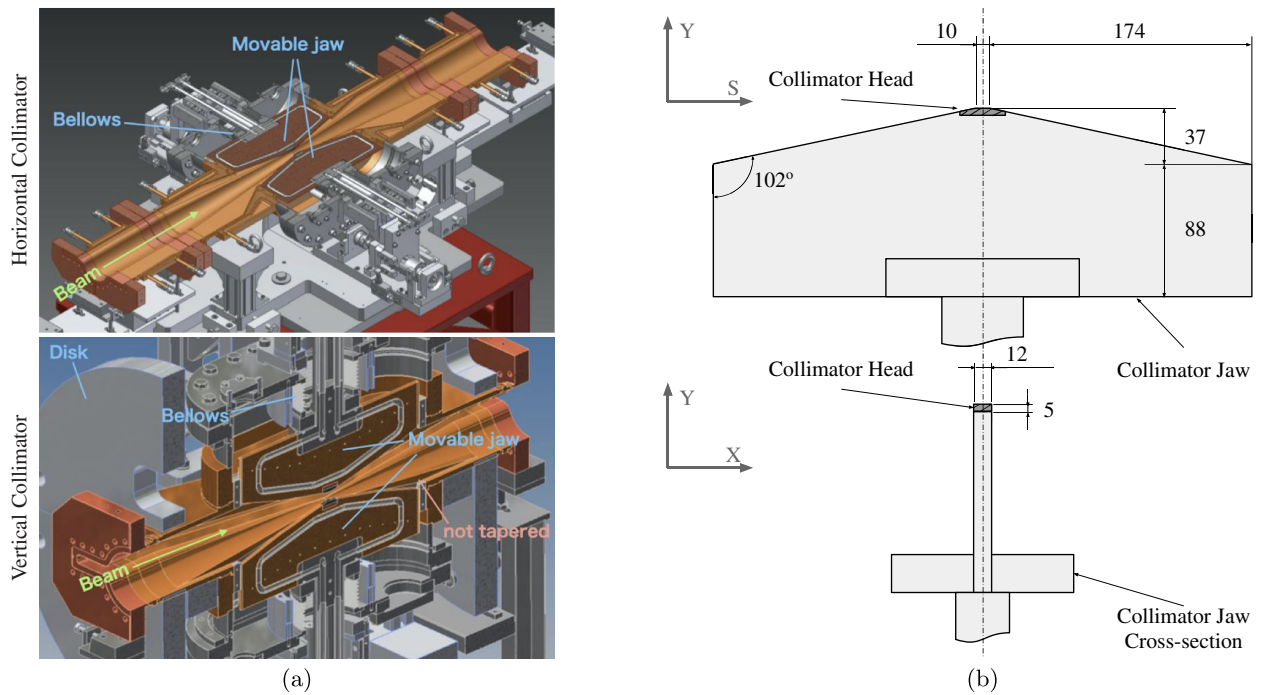 Horizontal Collimator
Movable jaw
Bellows
Beam
Vertical Collimator
Disk
Bellows
Movable jaw
not tapered
Beam
(a)
Y
S
10
174
Collimator Head
37
102º
88
Collimator Jaw
12
Collimator Head
Y
5
X
Collimator Jaw
Cross-section
(b)